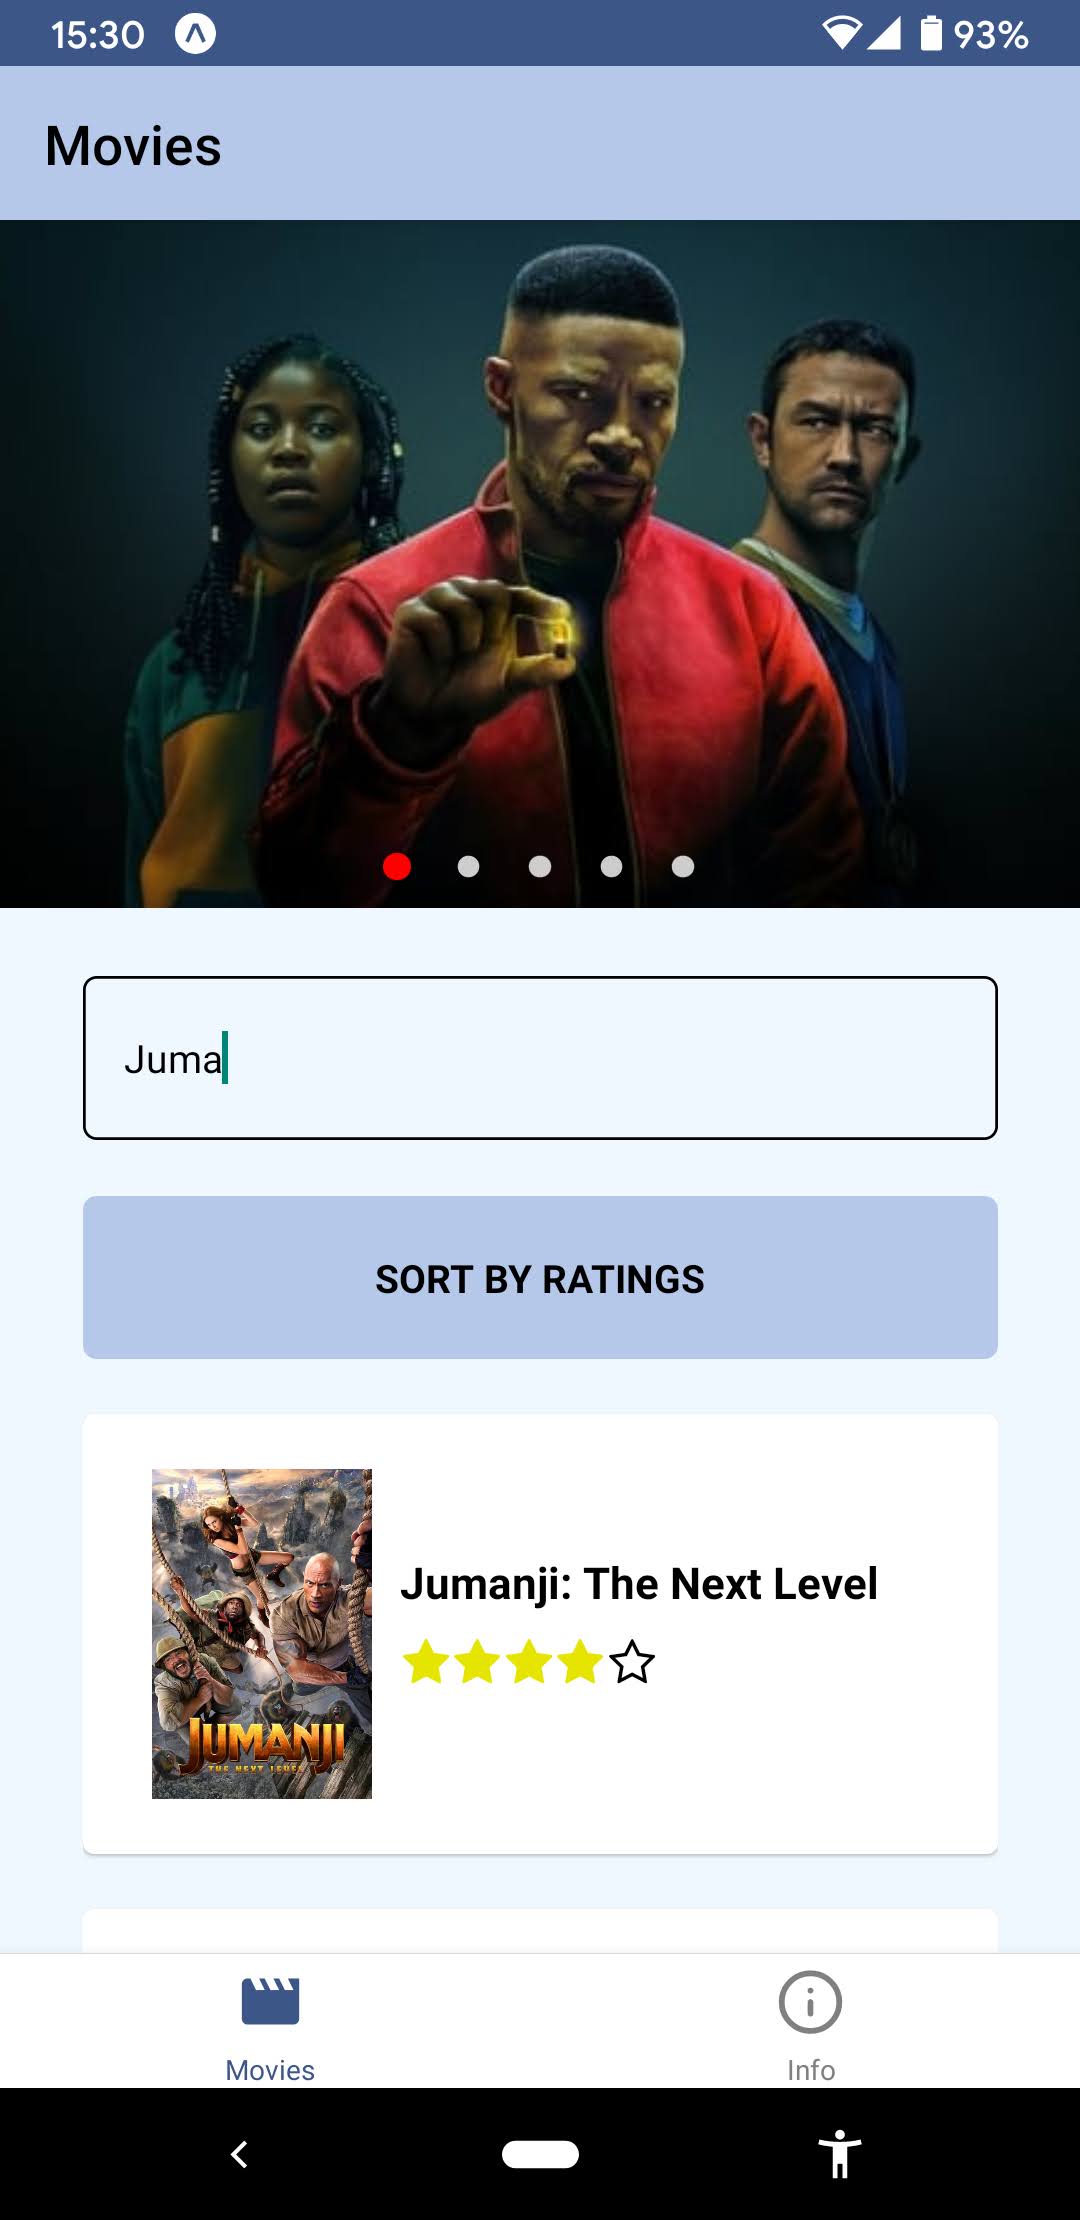 15:30
93%
Movies
Juma
SORT BY RATINGS
Jumanji: The Next Level
JUMANJI
THE NEXT LEVEL
Movies
Info